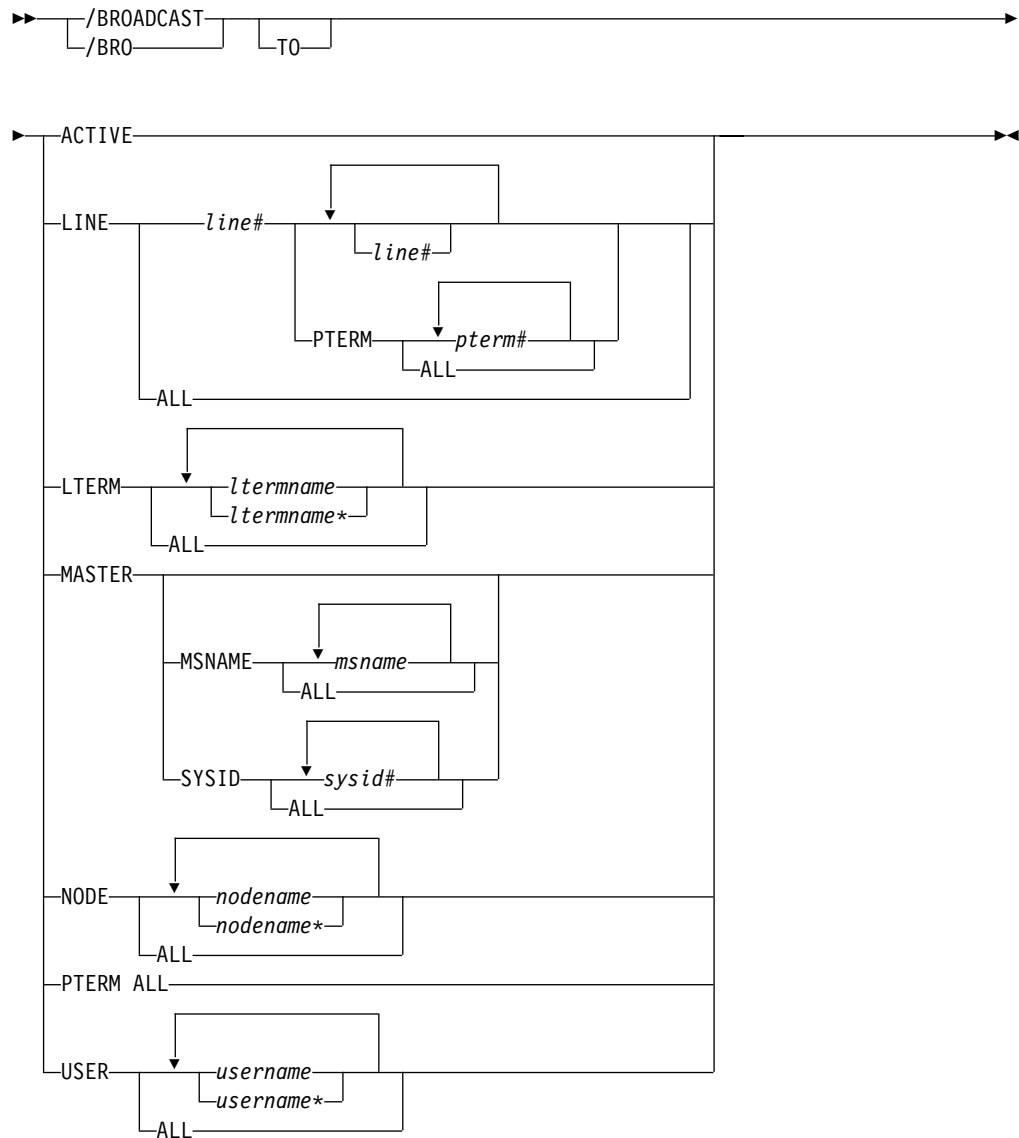 /BROADCAST
/BRO TO
ACTIVE
LINE line#
line#
PTERM pterm#
ALL
ALL
LTERM ltermname
ltermname*
ALL
MASTER
MSNAME msname
ALL
SYSID sysid#
ALL
NODE nodename
nodename*
ALL
PTERM ALL
USER username
username*
ALL